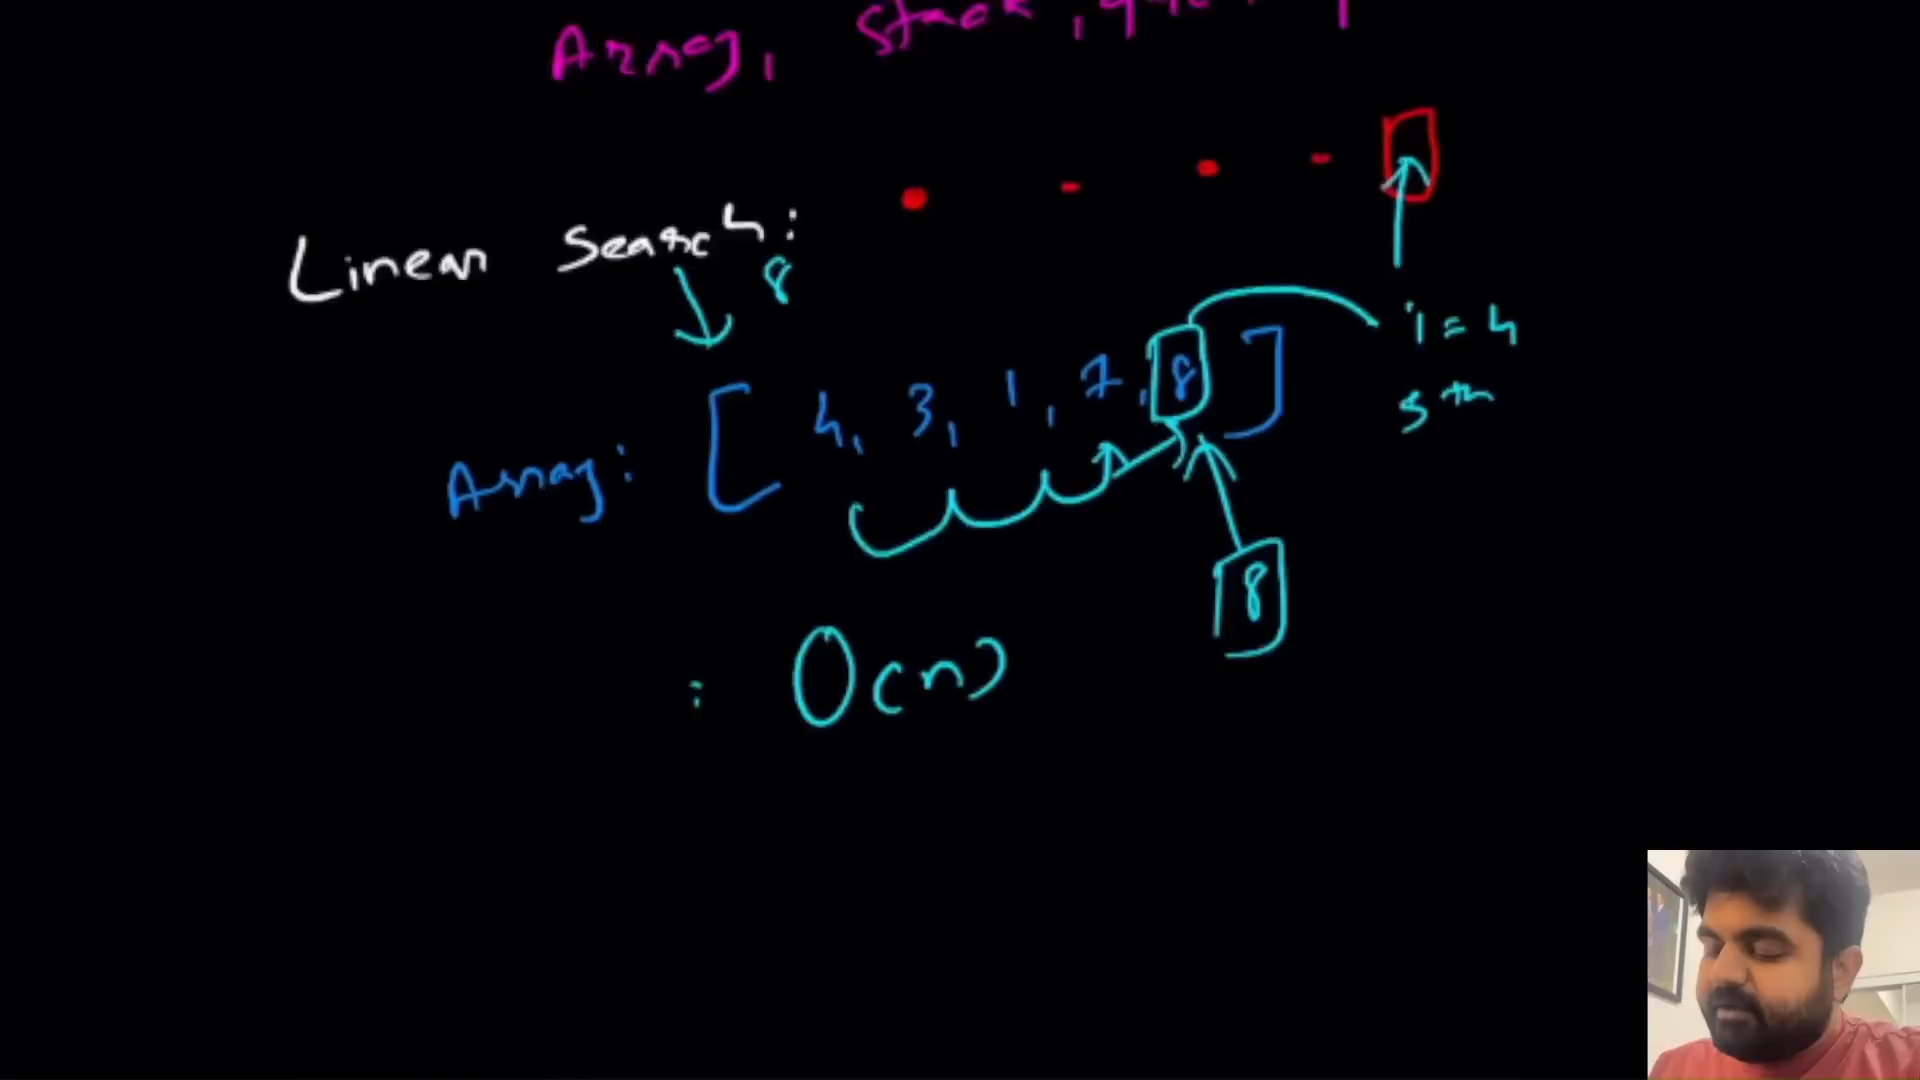 Array, Stack,
Linear Search:
8
i = 4
Array: [ 4, 3, 1, 7, 8 ]
5th
8
: O(n)